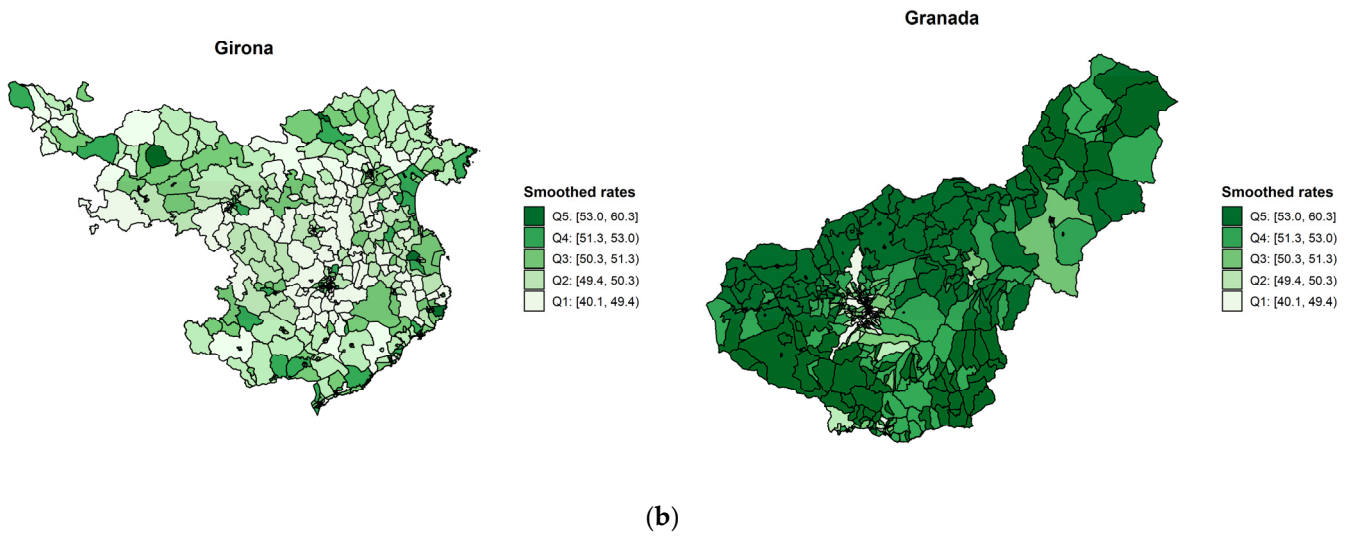 Girona
Smoothed rates
Q5. [53.0, 60.3]
Q4: [51.3, 53.0)
Q3: [50.3, 51.3)
Q2: [49.4, 50.3)
Q1: [40.1, 49.4)
Granada
Smoothed rates
Q5. [53.0, 60.3]
Q4: [51.3, 53.0)
Q3: [50.3, 51.3)
Q2: [49.4, 50.3)
Q1: [40.1, 49.4)
(b)